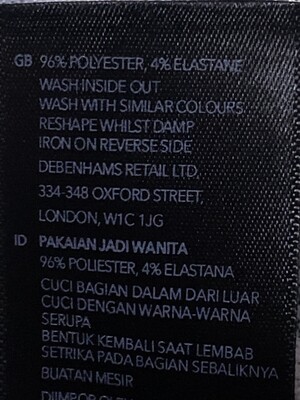 GB 96% POLYESTER, 4% ELASTANE
WASH INSIDE OUT
WASH WITH SIMILAR COLOURS
RESHAPE WHILST DAMP
IRON ON REVERSE SIDE
DEBENHAMS RETAIL LTD,
334-348 OXFORD STREET,
LONDON, W1C 1JG
ID PAKAIAN JADI WANITA
96% POLIESTER, 4% ELASTANA
CUCI BAGIAN DALAM DARI LUAR
CUCI DENGAN WARNA-WARNA
SERUPA
BENTUK KEMBALI SAAT LEMBAB
SETRIKA PADA BAGIAN SEBALIKNYA
BUATAN MESIR